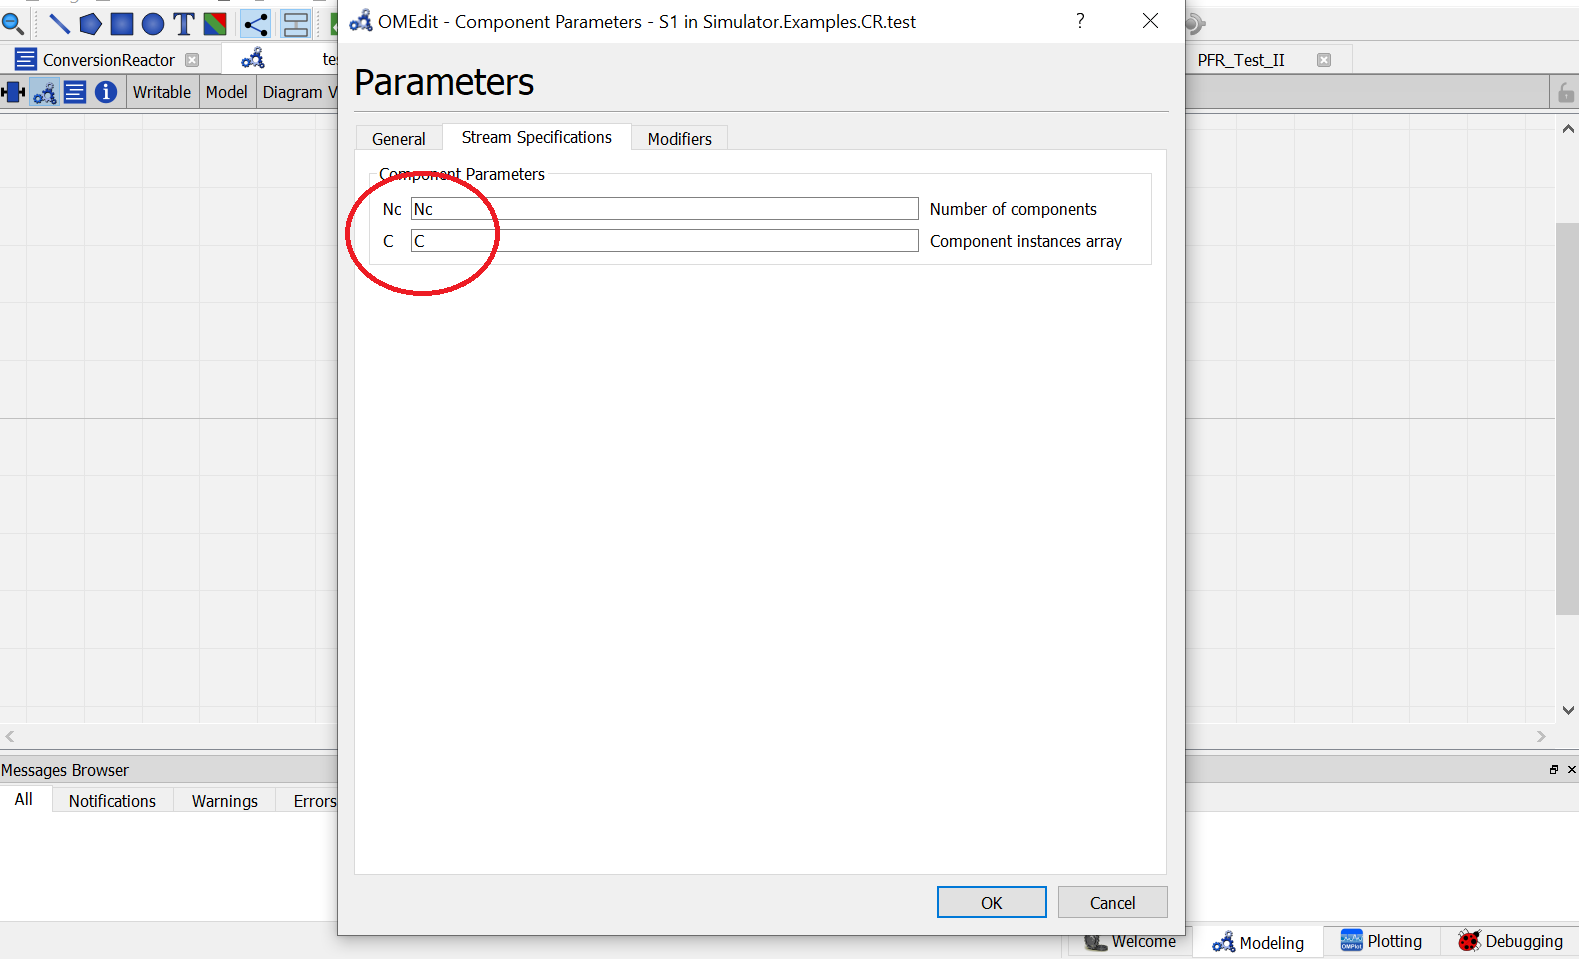 OMEdit - Component Parameters - S1 in Simulator.Examples.CR.test
?
T
ConversionReactor
PFR_Test_II
Parameters
Writable
Model
General
Stream Specifications
Modifiers
Component Parameters
Nc
Nc
Number of components
C
C
Component instances array
Messages Browser
All
Notifications
Warnings
Errors
OK
Cancel
Welcome
Modeling
Plotting
Debugging
Diagram V